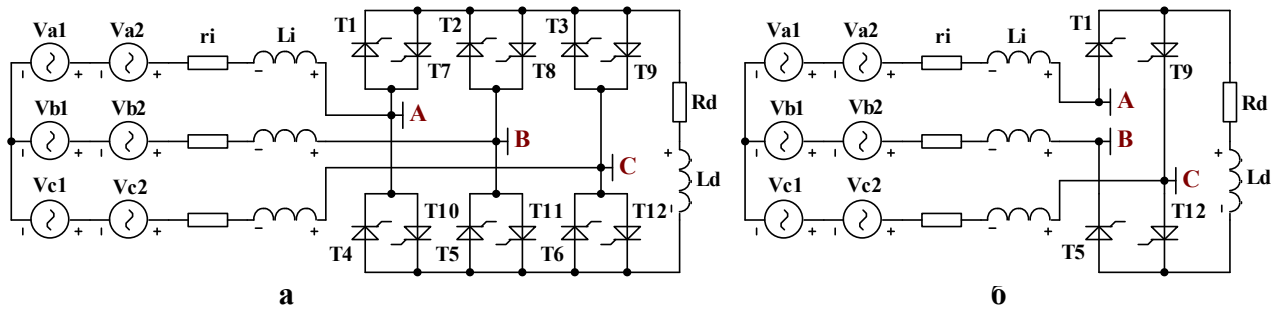 Va1 Va2 ri Li T1 T2 T3
T7 T8 T9
A
Vb1 Vb2 Rd
B
C
Vc1 Vc2 Ld
T10 T11 T12
T4 T5 T6
а
Va1 Va2 ri Li T1
T9
A
Vb1 Vb2 Rd
B
C
Vc1 Vc2 Ld
T12
T5
б